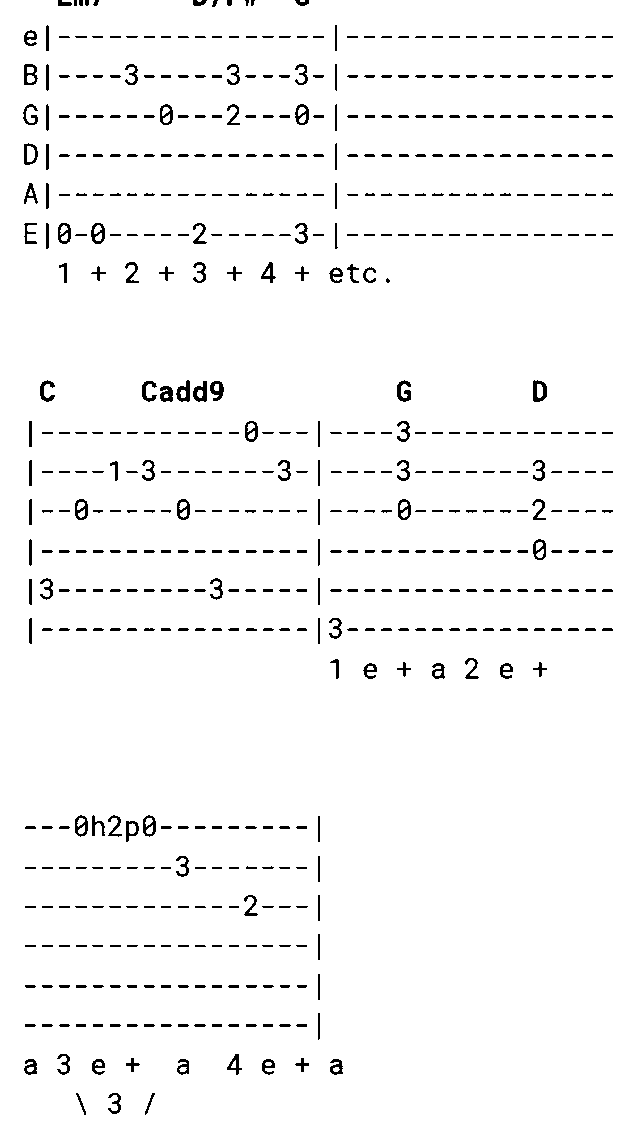 Em7     D/F#  G
e|----------------|----------------
B|----3-----3---3-|----------------
G|------0---2---0-|----------------
D|----------------|----------------
A|----------------|----------------
E|0-0-----2-----3-|----------------
1 + 2 + 3 + 4 + etc.
C     Cadd9          G       D
|------------0---|----3------------
|----1-3-------3-|----3-------3----
|--0-----0-------|----0-------2----
|----------------|------------0----
|3---------3-----|-----------------
|----------------|3----------------
1 e + a 2 e +
---0h2p0---------|
---------3-------|
-------------2---|
-----------------|
-----------------|
-----------------|
a 3 e +  a  4 e + a
\ 3 /